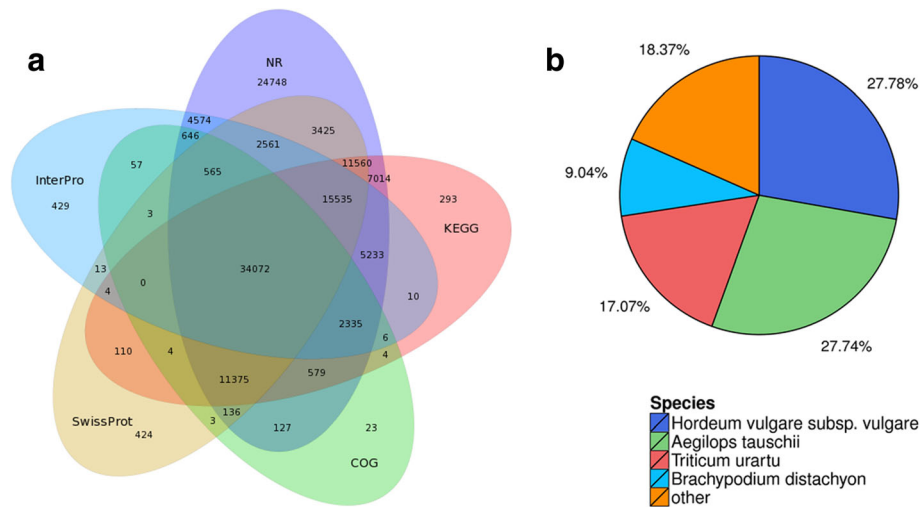 a
NR
24748
4574
646
2561
3425
11560
7014
57
565
InterPro
429
15535
293
KEGG
3
5233
13
4
0
34072
10
2335
6
4
110
4
11375
579
SwissProt
424
3
136
127
23
COG
b
18.37%
27.78%
9.04%
17.07%
27.74%
Species
Hordeum vulgare subsp. vulgare
Aegilops tauschii
Triticum urartu
Brachypodium distachyon
other